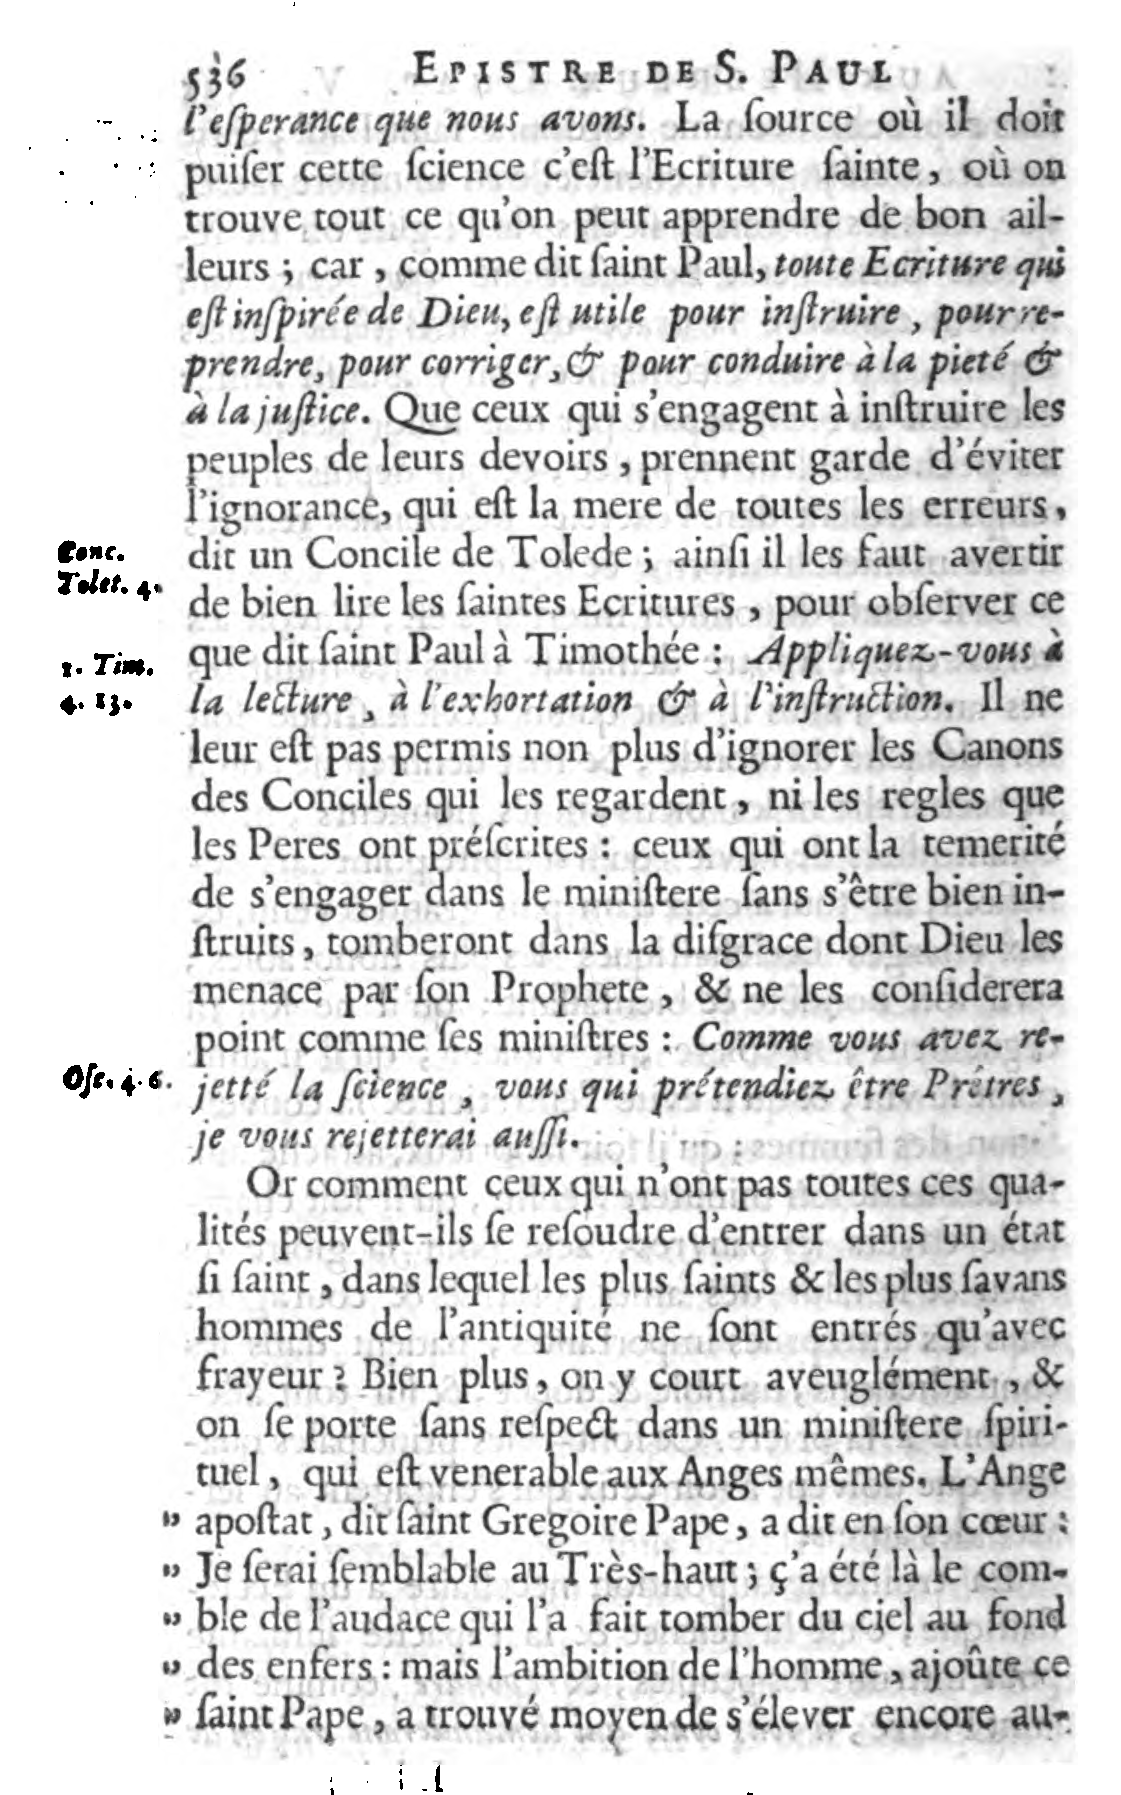 536 EPISTRE DE S. PAUL
l'eſperance que nous avons. La ſource où il doit
puiſer cette ſcience c'eſt l'Ecriture ſainte, où on
trouve tout ce qu'on peut apprendre de bon ail-
leurs ; car, comme dit ſaint Paul, toute Ecriture qui
eſt inſpirée de Dieu, eſt utile pour inſtruire, pour re-
prendre, pour corriger, & pour conduire à la pieté &
à la juſtice. Que ceux qui s'engagent à inſtruire les
peuples de leurs devoirs, prennent garde d'éviter
l'ignorance, qui eſt la mere de toutes les erreurs,
Conc.
Tolet. 4.
dit un Concile de Tolede ; ainſi il les faut avertir
de bien lire les ſaintes Ecritures, pour obſerver ce
1. Tim.
4. 13.
que dit ſaint Paul à Timothée : Appliquez-vous à
la lecture, à l'exhortation & à l'inſtruction. Il ne
leur eſt pas permis non plus d'ignorer les Canons
des Conciles qui les regardent, ni les regles que
les Peres ont préſcrites : ceux qui ont la temerité
de s'engager dans le miniſtere ſans s'être bien in-
ſtruits, tomberont dans la diſgrace dont Dieu les
menace par ſon Prophete, & ne les conſiderera
point comme ſes miniſtres : Comme vous avez re-
Oſe. 4. 6.
jetté la ſcience, vous qui prétendiez être Prêtres,
je vous rejetterai auſſi.
Or comment ceux qui n'ont pas toutes ces qua-
lités peuvent-ils ſe reſoudre d'entrer dans un état
ſi ſaint, dans lequel les plus ſaints & les plus ſavans
hommes de l'antiquité ne ſont entrés qu'avec
frayeur ? Bien plus, on y court aveuglément, &
on ſe porte ſans reſpect dans un miniſtere ſpiri-
tuel, qui eſt venerable aux Anges mêmes. L'Ange
„ apoſtat, dit ſaint Gregoire Pape, a dit en ſon cœur :
„ Je ſerai ſemblable au Très-haut ; ç'a été là le com-
„ ble de l'audace qui l'a fait tomber du ciel au fond
„ des enfers : mais l'ambition de l'homme, ajoûte ce
„ ſaint Pape, a trouvé moyen de s'élever encore au-